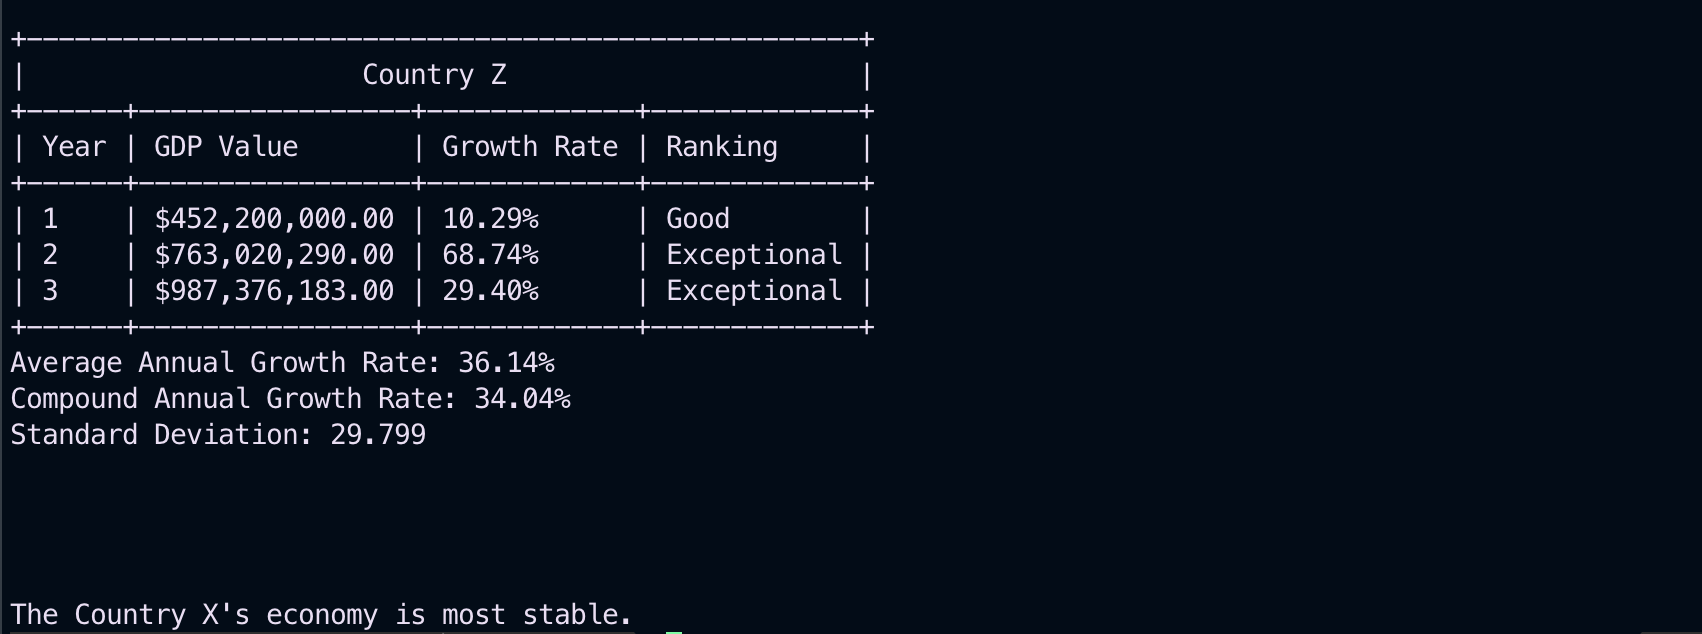 +----------------------------------------------------+
|                     Country Z                      |
+------+-----------------+-------------+-------------+
| Year | GDP Value       | Growth Rate | Ranking     |
+------+-----------------+-------------+-------------+
| 1    | $452,200,000.00 | 10.29%      | Good        |
| 2    | $763,020,290.00 | 68.74%      | Exceptional |
| 3    | $987,376,183.00 | 29.40%      | Exceptional |
+------+-----------------+-------------+-------------+
Average Annual Growth Rate: 36.14%
Compound Annual Growth Rate: 34.04%
Standard Deviation: 29.799
The Country X's economy is most stable.